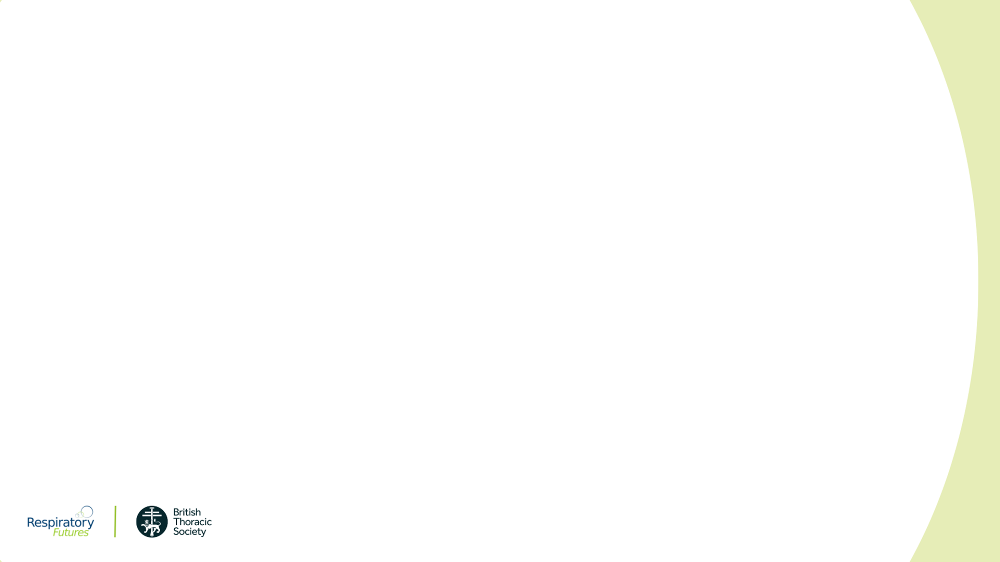 Respiratory
Futures
British
Thoracic
Society